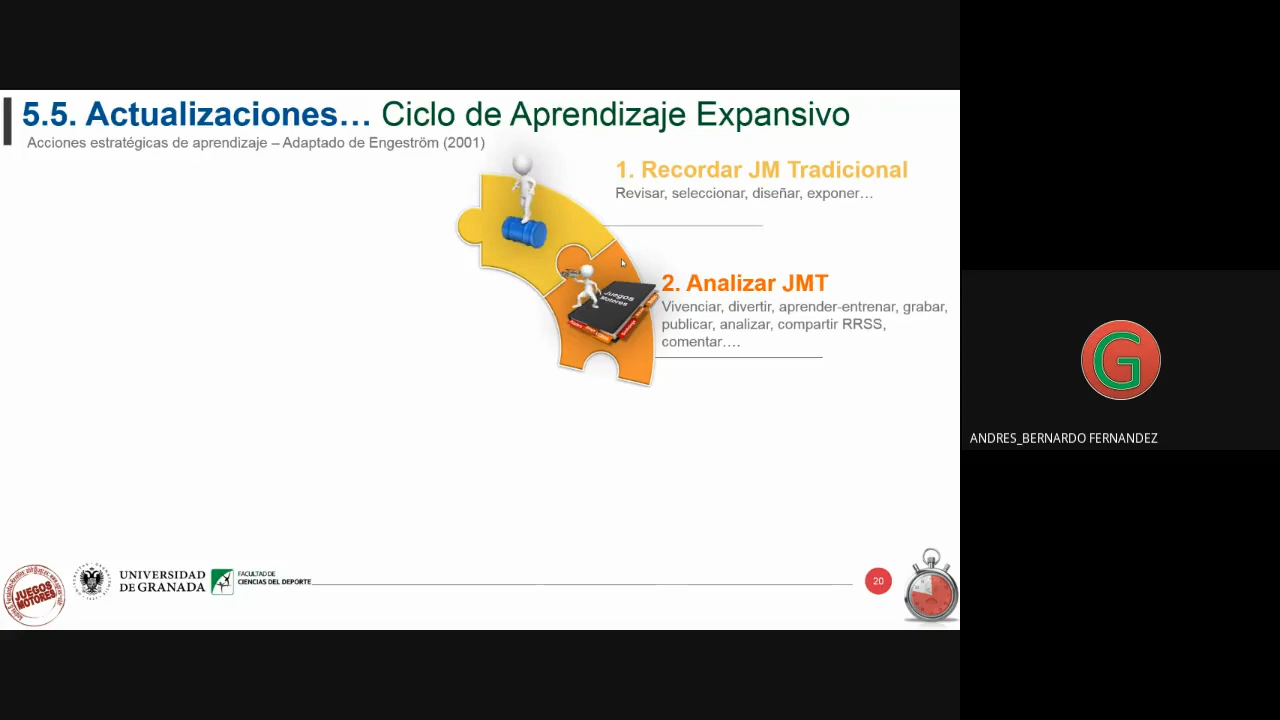 5.5. Actualizaciones… Ciclo de Aprendizaje Expansivo
Acciones estratégicas de aprendizaje – Adaptado de Engeström (2001)
1. Recordar JM Tradicional
Revisar, seleccionar, diseñar, exponer…
2. Analizar JMT
Vivenciar, divertir, aprender-entrenar, grabar,
publicar, analizar, compartir RRSS,
comentar….
Juegos
Motores
G
ANDRES_BERNARDO FERNANDEZ
JUEGOS
MOTORES
UNIVERSIDAD
DE GRANADA
FACULTAD DE
CIENCIAS DEL DEPORTE
20